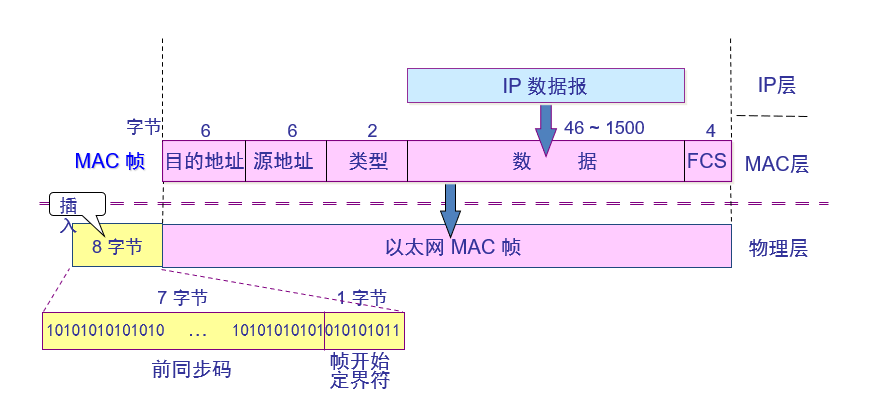 IP 数据报
IP层
字节
6
6
2
46 ~ 1500
4
MAC 帧
目的地址
源地址
类型
数 据
FCS
MAC层
插
入
8 字节
以太网 MAC 帧
物理层
7 字节
1 字节
10101010101010 … 10101010101010101011
前同步码
帧开始
定界符